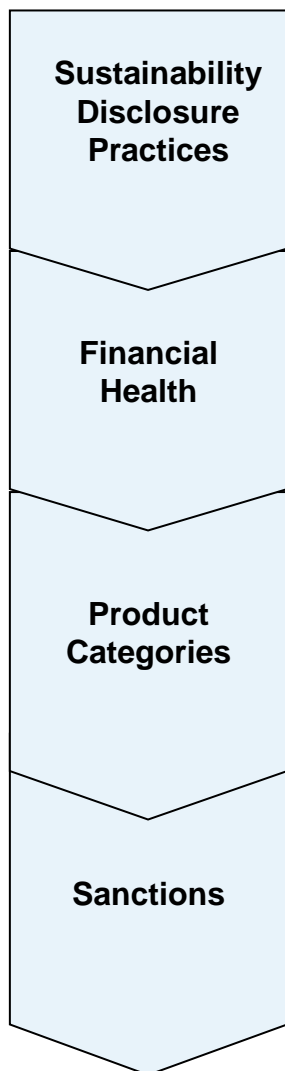 Sustainability
Disclosure
Practices
Financial
Health
Product
Categories
Sanctions